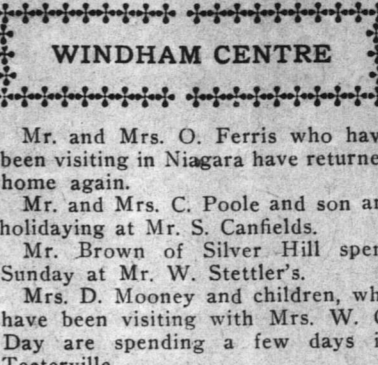 WINDHAM CENTRE
Mr. and Mrs. O. Ferris who hav
been visiting in Niagara have returne
home again.
Mr. and Mrs. C. Poole and son ar
holidaying at Mr. S. Canfields.
Mr. Brown of Silver Hill spen
Sunday at Mr. W. Stettler's.
Mrs. D. Mooney and children, wh
have been visiting with Mrs. W. C
Day are spending a few days i